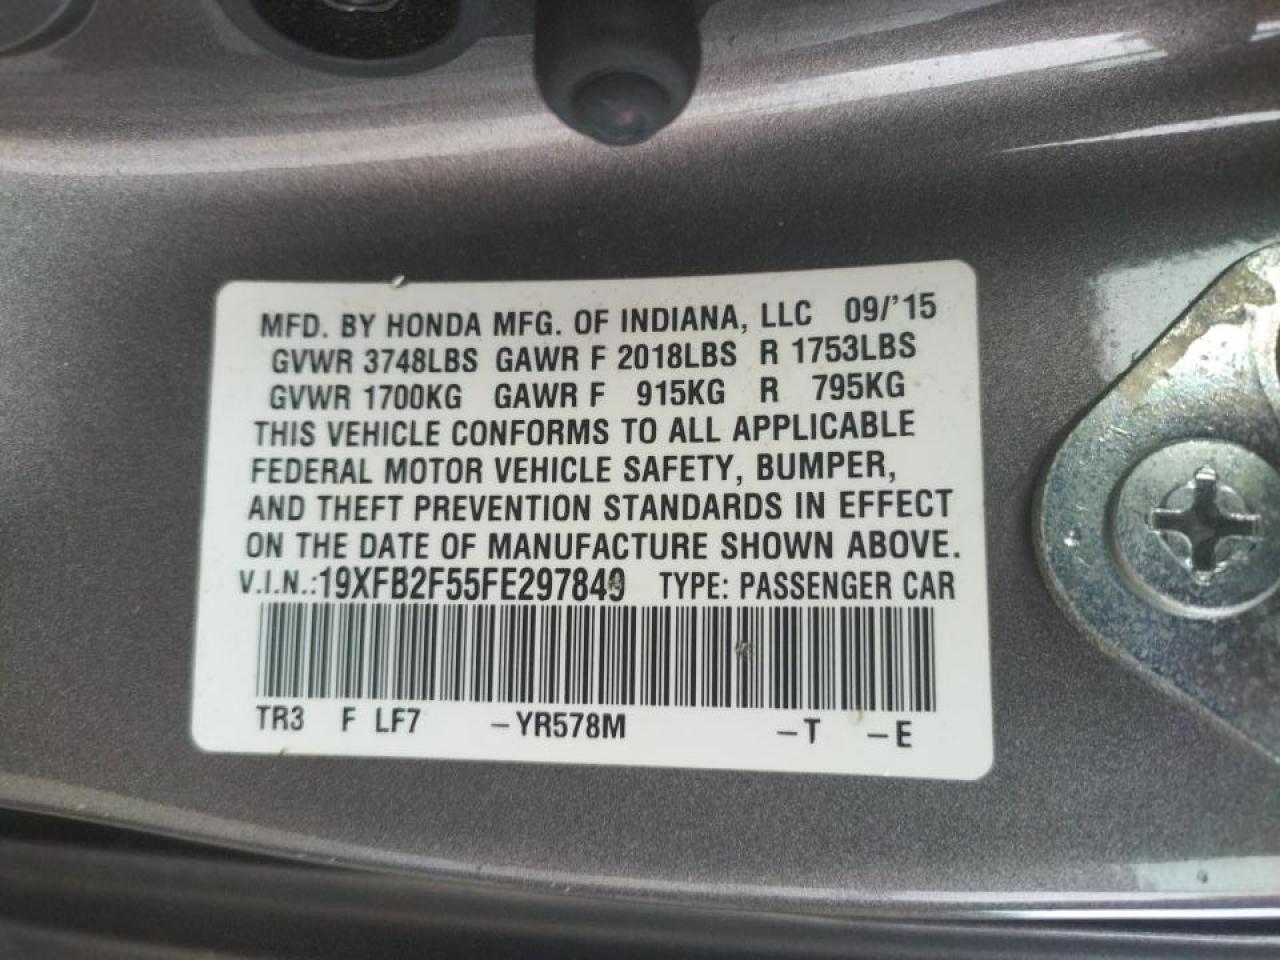 MFD. BY HONDA MFG. OF INDIANA, LLC 09/'15
GVWR 3748LBS GAWR F 2018LBS R 1753LBS
GVWR 1700KG GAWR F 915KG R 795KG
THIS VEHICLE CONFORMS TO ALL APPLICABLE
FEDERAL MOTOR VEHICLE SAFETY, BUMPER,
AND THEFT PREVENTION STANDARDS IN EFFECT
ON THE DATE OF MANUFACTURE SHOWN ABOVE.
V.I.N.:19XFB2F55FE297849 TYPE: PASSENGER CAR
TR3 F LF7 -YR578M -T -E